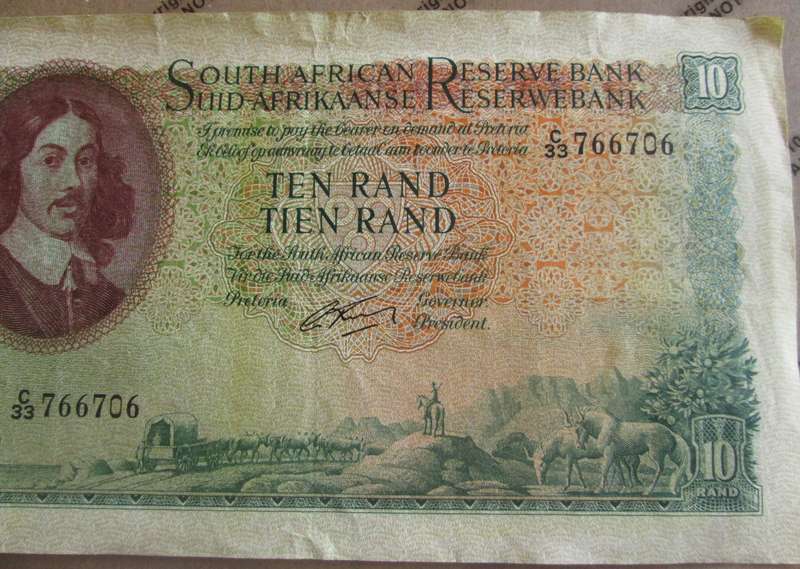 SOUTH AFRICAN RESERVE BANK 10
SUID-AFRIKAANSE RESERWEBANK
I promise to pay the bearer on demand at Pretoria
Ek beloof op aanvraag te betaal aan toonder te Pretoria
C/33 766706
TEN RAND
TIEN RAND
For the South African Reserve Bank
Vir die Suid-Afrikaanse Reserwebank
Pretoria Governor.
President.
C/33 766706
10
RAND